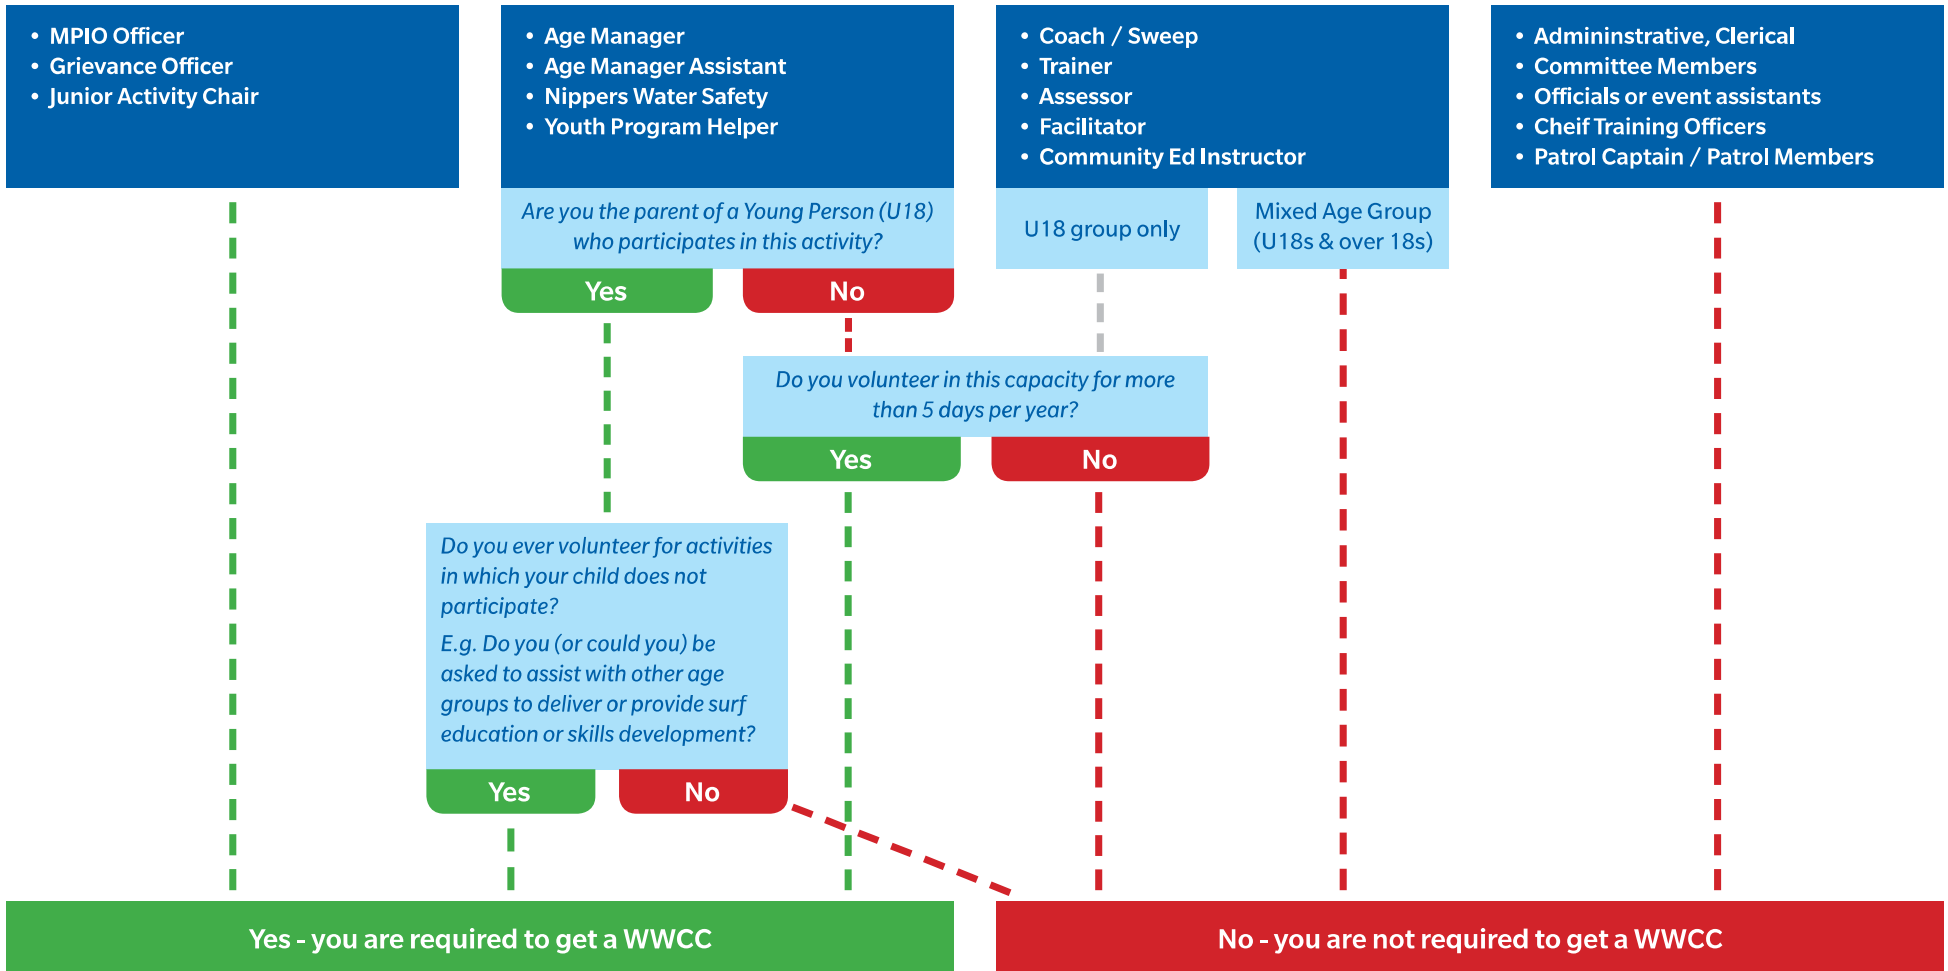 • MPIO Officer
• Grievance Officer
• Junior Activity Chair
• Age Manager
• Age Manager Assistant
• Nippers Water Safety
• Youth Program Helper
• Coach / Sweep
• Trainer
• Assessor
• Facilitator
• Community Ed Instructor
• Admininstrative, Clerical
• Committee Members
• Officials or event assistants
• Cheif Training Officers
• Patrol Captain / Patrol Members
Are you the parent of a Young Person (U18)
who participates in this activity?
Yes
No
U18 group only
Mixed Age Group
(U18s & over 18s)
Do you volunteer in this capacity for more
than 5 days per year?
Yes
No
Do you ever volunteer for activities
in which your child does not
participate?
E.g. Do you (or could you) be
asked to assist with other age
groups to deliver or provide surf
education or skills development?
Yes
No
Yes - you are required to get a WWCC
No - you are not required to get a WWCC